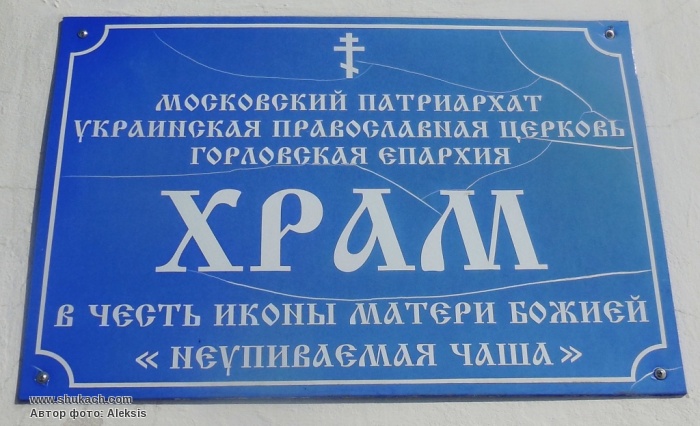 МОСКОВСКИЙ ПАТРИАРХАТ
УКРАИНСКАЯ ПРАВОСЛАВНАЯ ЦЕРКОВЬ
ГОРЛОВСКАЯ ЕПАРХИЯ
ХРАМ
В ЧЕСТЬ ИКОНЫ МАТЕРИ БОЖИЕЙ
« НЕУПИВАЕМАЯ ЧАША »
www.shukach.com
Автор фото: Aleksis